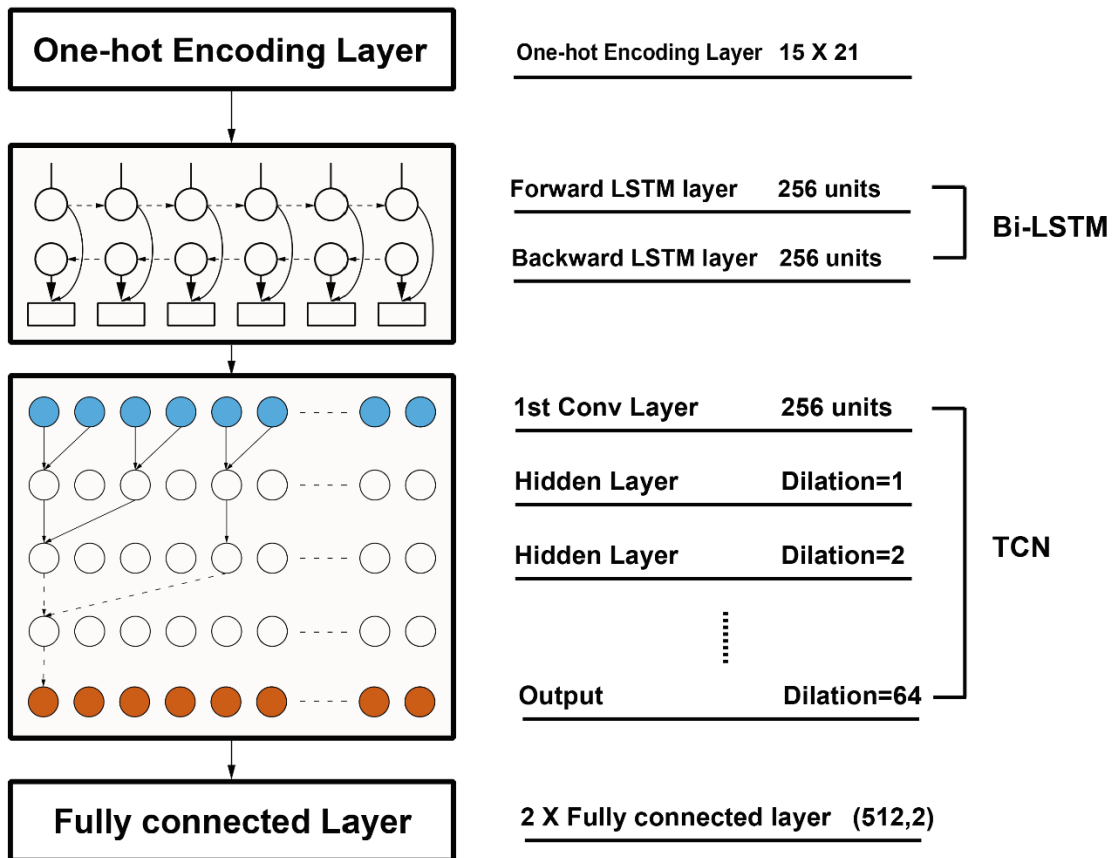 One-hot Encoding Layer
One-hot Encoding Layer 15 X 21
Forward LSTM layer 256 units
Bi-LSTM
Backward LSTM layer 256 units
1st Conv Layer 256 units
Hidden Layer Dilation=1
TCN
Hidden Layer Dilation=2
Output Dilation=64
Fully connected Layer
2 X Fully connected layer (512,2)